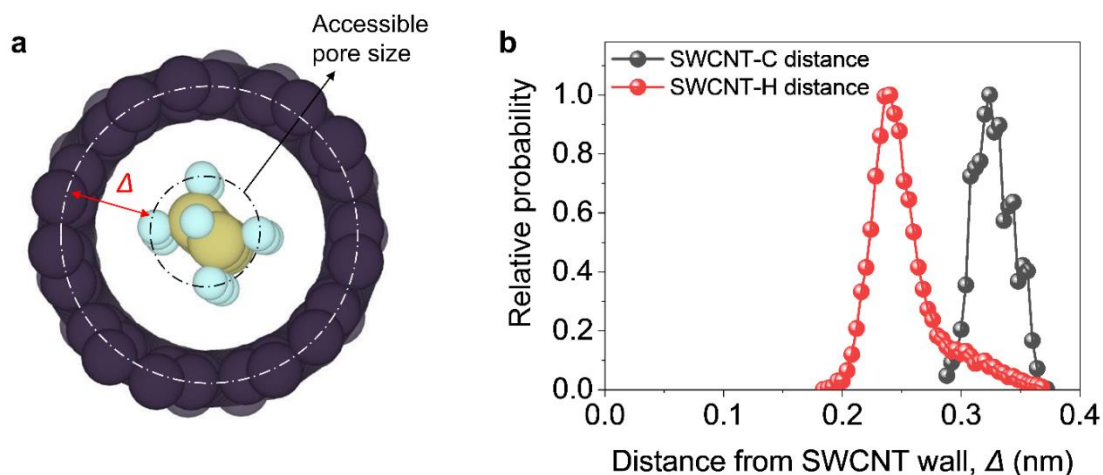 a
Accessible
pore size
Δ
b
SWCNT-C distance
SWCNT-H distance
Relative probability
1.0
0.8
0.6
0.4
0.2
0.0
0.0
0.1
0.2
0.3
0.4
Distance from SWCNT wall, Δ (nm)